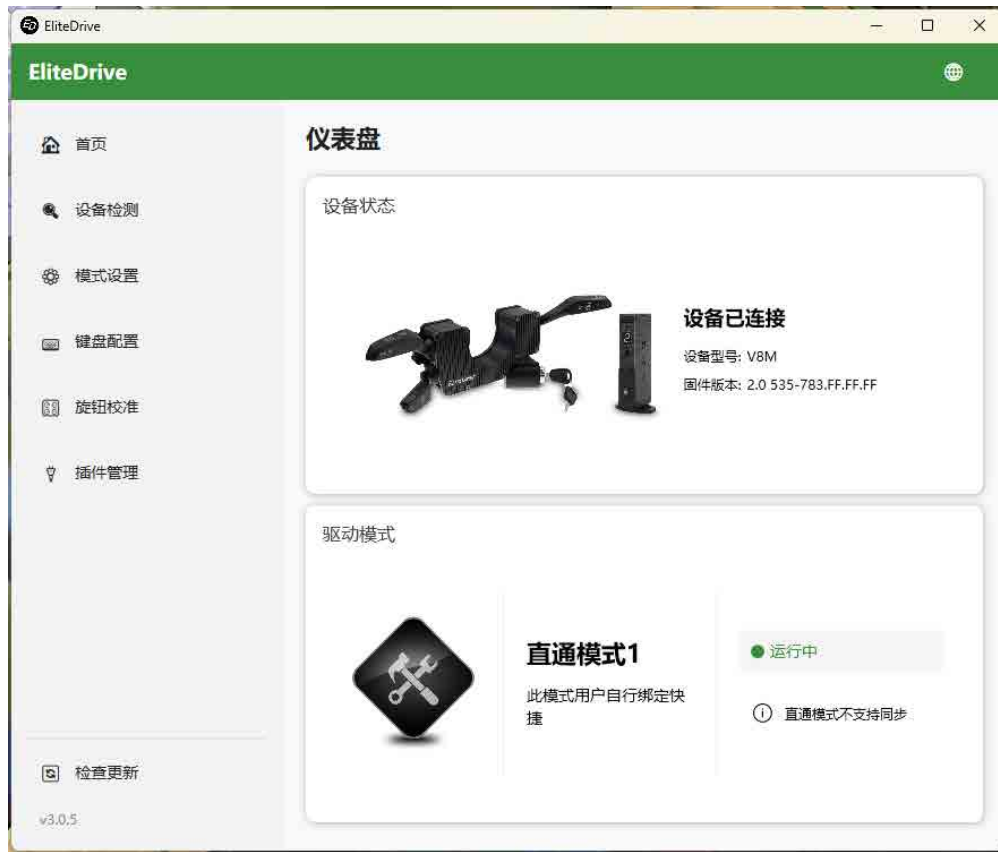 EliteDrive
EliteDrive
首页
设备检测
模式设置
键盘配置
旋钮校准
插件管理
检查更新
v3.0.5
仪表盘
设备状态
设备已连接
设备型号: V8M
固件版本: 2.0 535-783.FF.FF.FF
驱动模式
直通模式1
此模式用户自行绑定快
捷
运行中
直通模式不支持同步